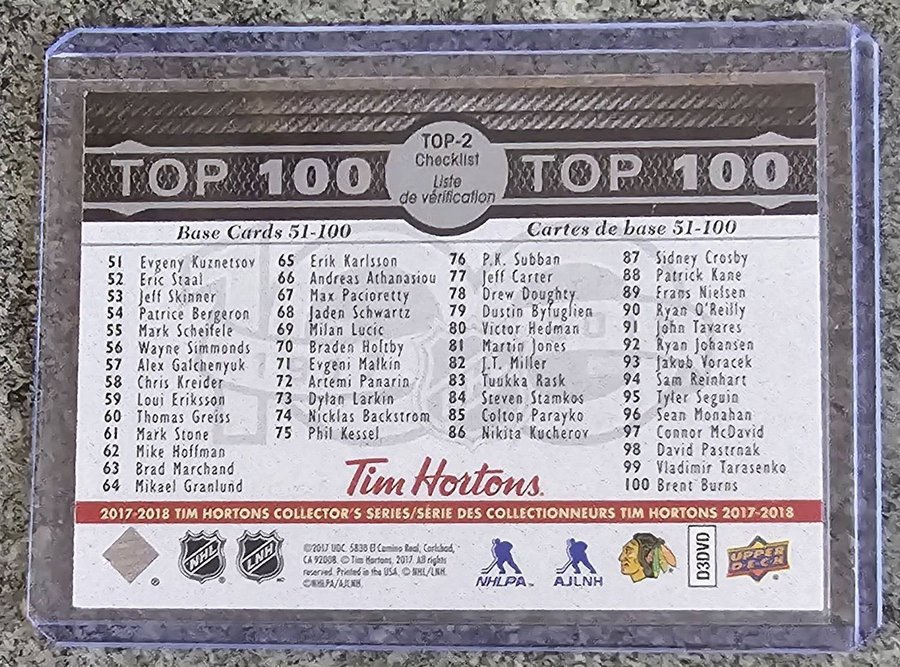 TOP 100
TOP-2
Checklist
Liste
de vérification
TOP 100
Base Cards 51-100
51 Evgeny Kuznetsov
52 Eric Staal
53 Jeff Skinner
54 Patrice Bergeron
55 Mark Scheifele
56 Wayne Simmonds
57 Alex Galchenyuk
58 Chris Kreider
59 Loui Eriksson
60 Thomas Greiss
61 Mark Stone
62 Mike Hoffman
63 Brad Marchand
64 Mikael Granlund
65 Erik Karlsson
66 Andreas Athanasiou
67 Max Pacioretty
68 Jaden Schwartz
69 Milan Lucic
70 Braden Holtby
71 Evgeni Malkin
72 Artemi Panarin
73 Dylan Larkin
74 Nicklas Backstrom
75 Phil Kessel
Cartes de base 51-100
76 P.K. Subban
77 Jeff Carter
78 Drew Doughty
79 Dustin Byfuglien
80 Victor Hedman
81 Martin Jones
82 J.T. Miller
83 Tuukka Rask
84 Steven Stamkos
85 Colton Parayko
86 Nikita Kucherov
87 Sidney Crosby
88 Patrick Kane
89 Frans Nielsen
90 Ryan O'Reilly
91 John Tavares
92 Ryan Johansen
93 Jakub Voracek
94 Sam Reinhart
95 Tyler Seguin
96 Sean Monahan
97 Connor McDavid
98 David Pastrnak
99 Vladimir Tarasenko
100 Brent Burns
Tim Hortons.
2017-2018 TIM HORTONS COLLECTOR'S SERIES/SÉRIE DES COLLECTIONNEURS TIM HORTONS 2017-2018
®
NHL
LNH
©2017 UDC. 5830 El Camino Real, Carlsbad,
CA 92008. © Tim Hortons, 2017. All rights
reserved. Printed in the USA. © NHL/LNH.
©NHLPA/AJLNH.
NHLPA
AJLNH
D3DVD
UPPER
DECK